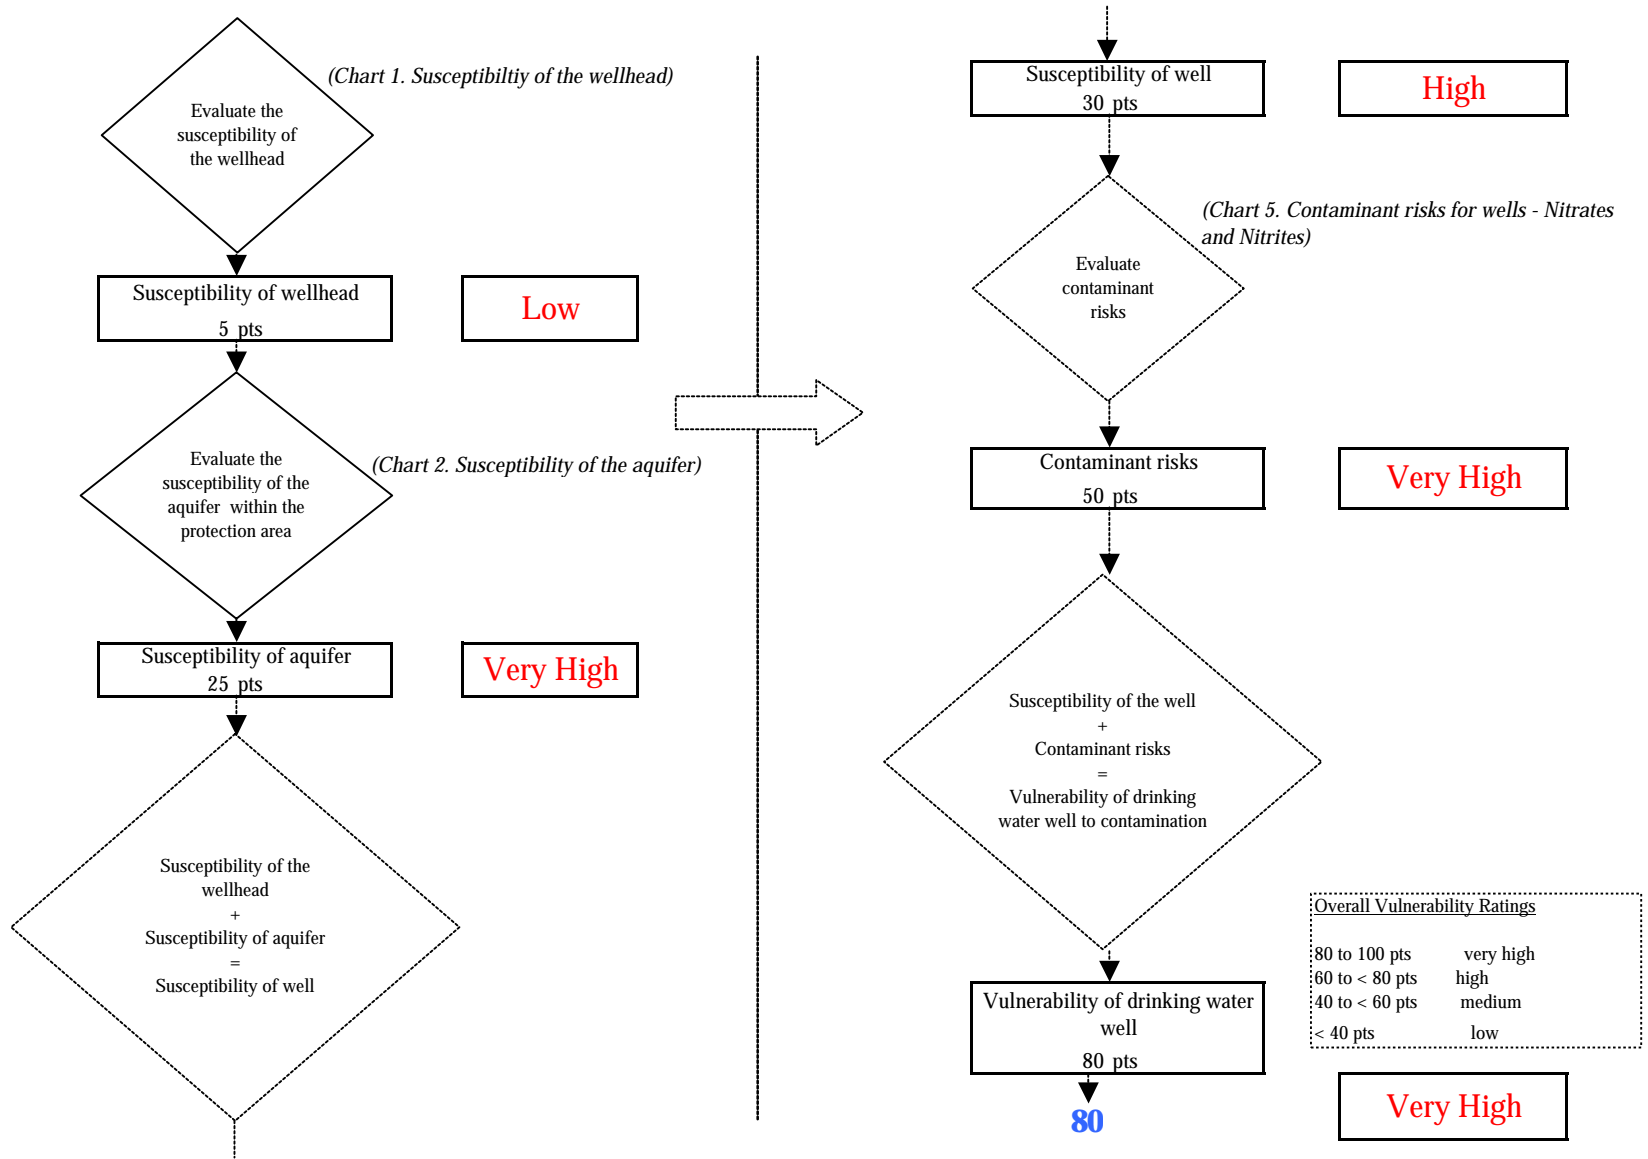 (Chart 1. Susceptibiltiy of the wellhead)
Evaluate the
susceptibility of
the wellhead
Susceptibility of wellhead
5 pts
Low
Evaluate the
susceptibility of the
aquifer within the
protection area
(Chart 2. Susceptibility of the aquifer)
Susceptibility of aquifer
25 pts
Very High
Susceptibility of the
wellhead
+
Susceptibility of aquifer
=
Susceptibility of well
Susceptibility of well
30 pts
High
(Chart 5. Contaminant risks for wells - Nitrates
and Nitrites)
Evaluate
contaminant
risks
Contaminant risks
50 pts
Very High
Susceptibility of the well
+
Contaminant risks
=
Vulnerability of drinking
water well to contamination
Overall Vulnerability Ratings
80 to 100 pts very high
60 to < 80 pts high
40 to < 60 pts medium
< 40 pts low
Vulnerability of drinking water
well
80 pts
80
Very High